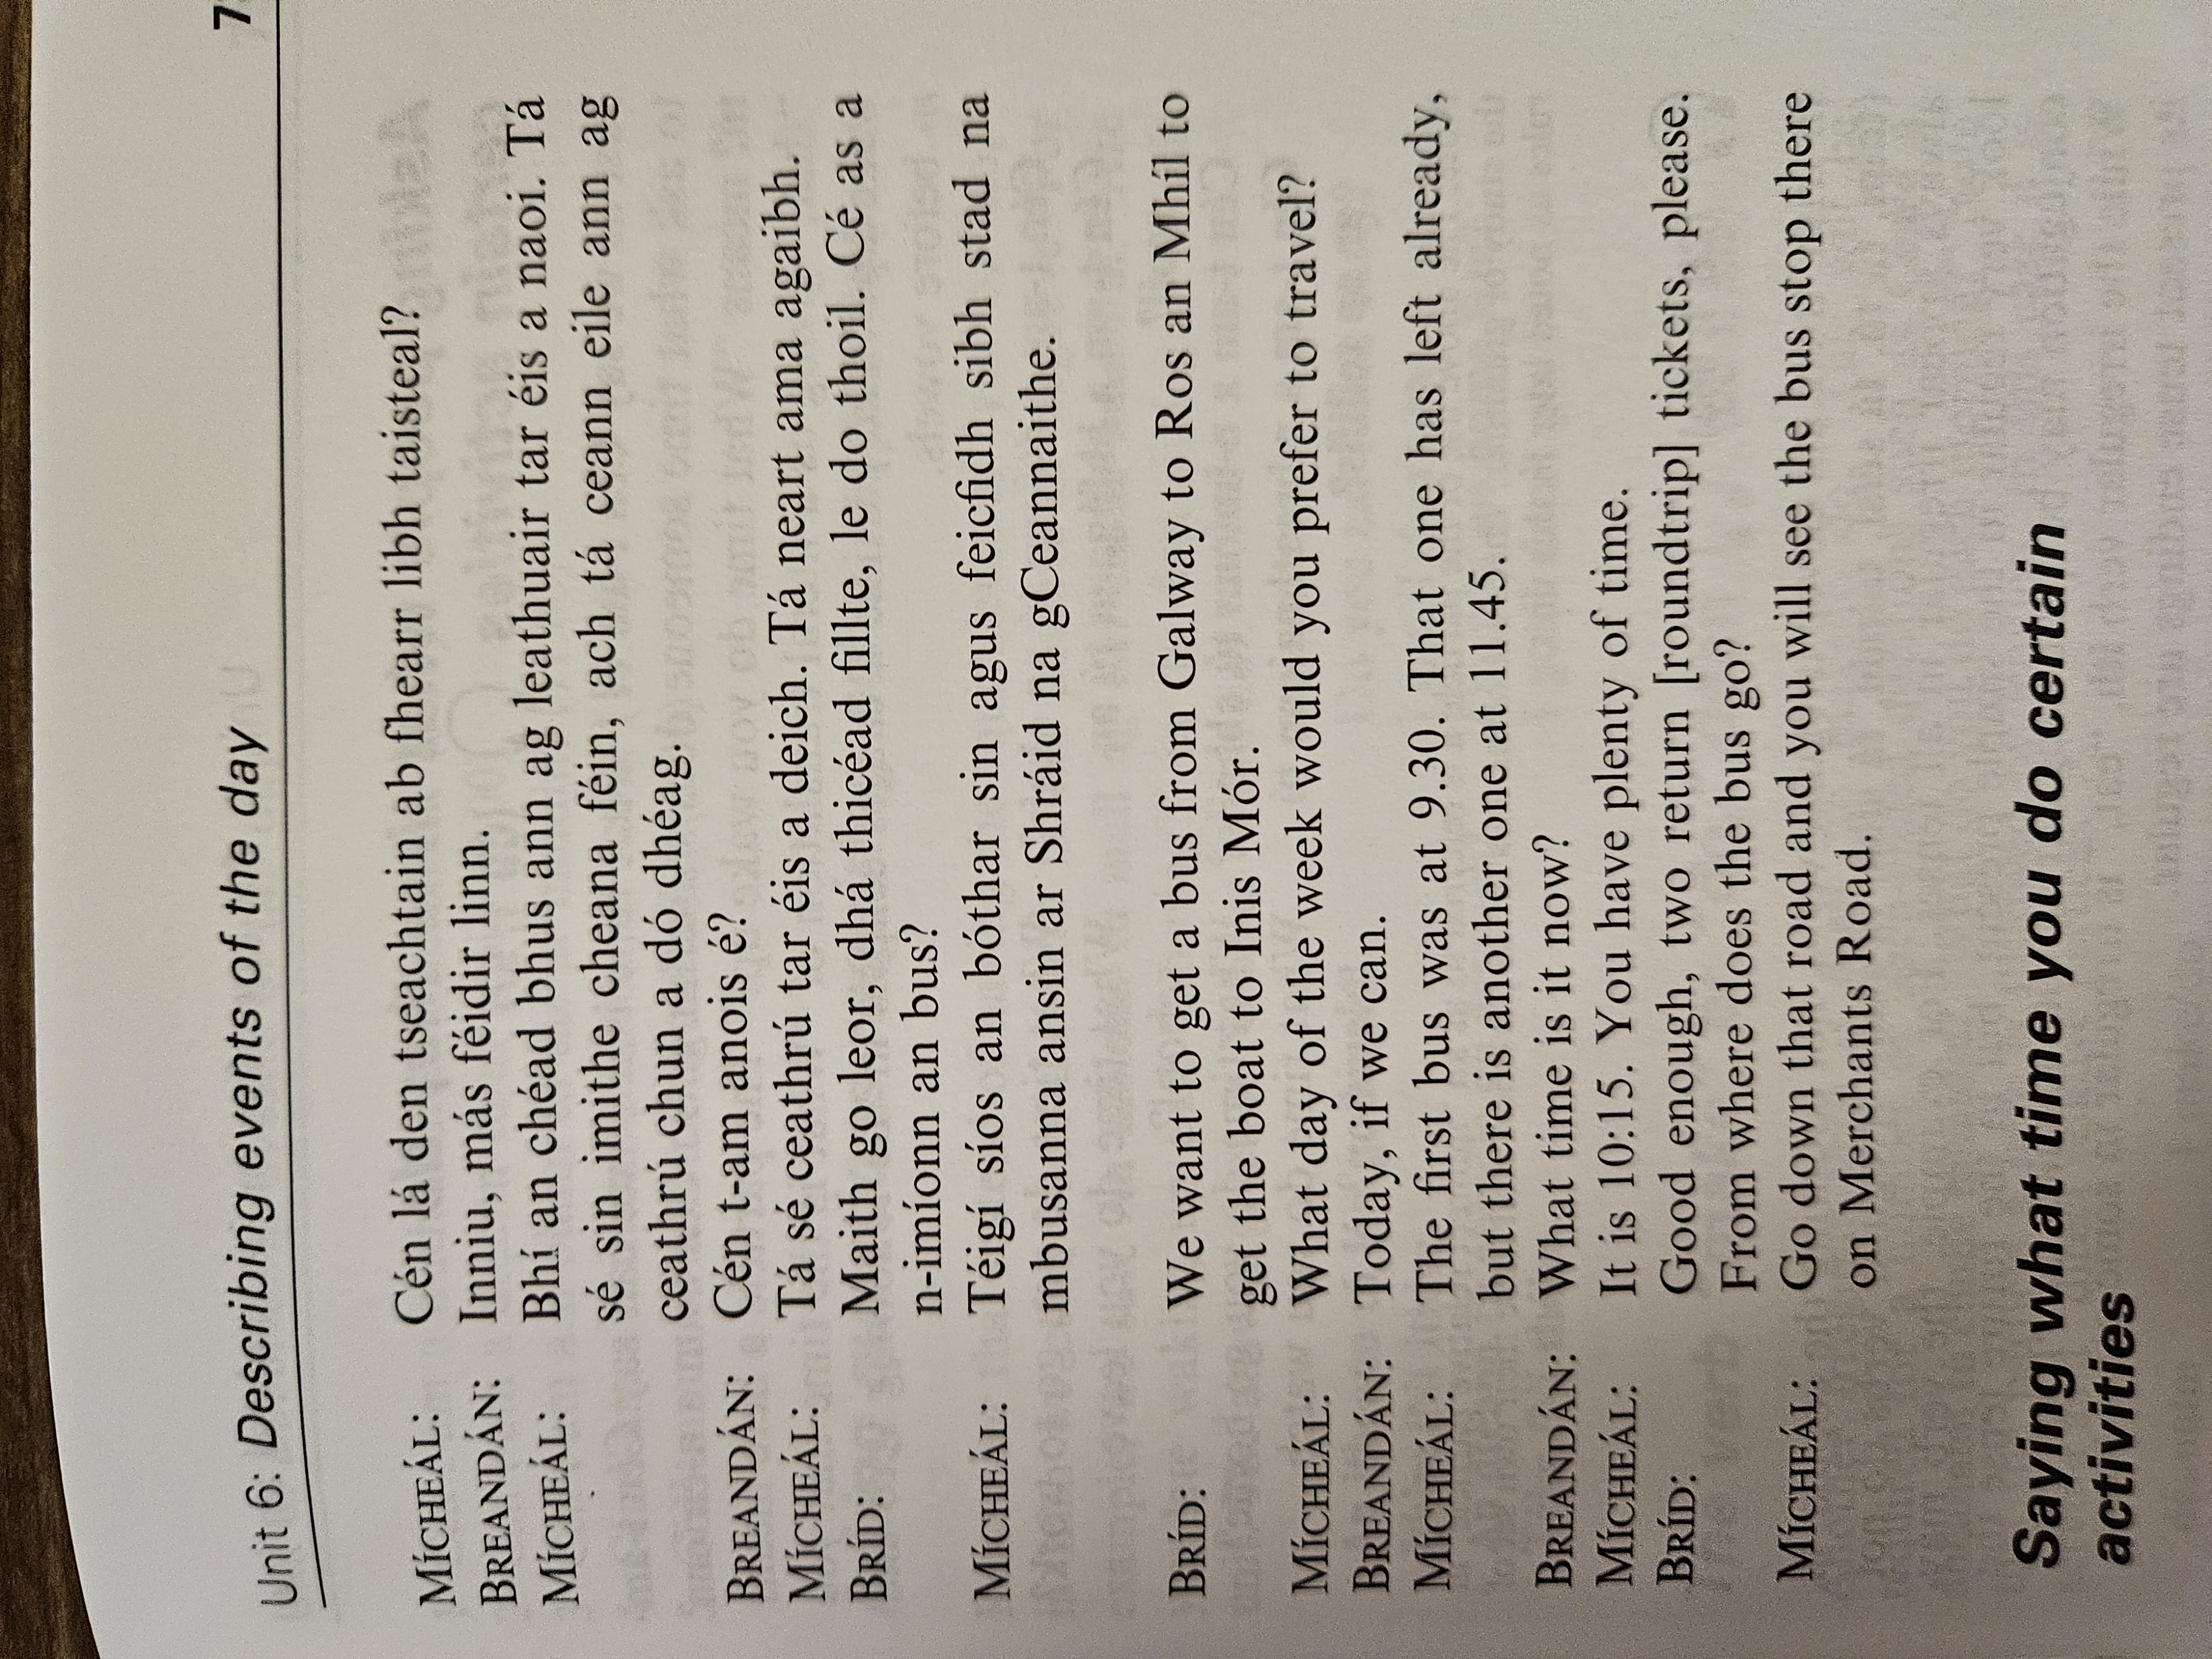 Unit 6: Describing events of the day
MÍCHEÁL: Cén lá den tseachtain ab fhearr libh taisteal?
BREANDÁN: Inniu, más féidir linn.
MÍCHEÁL: Bhí an chéad bhus ann ag leathuair tar éis a naoi. Tá
sé sin imithe cheana féin, ach tá ceann eile ann ag
ceathrú chun a dó dhéag.
BREANDÁN: Cén t-am anois é?
MÍCHEÁL: Tá sé ceathrú tar éis a deich. Tá neart ama agaibh.
BRÍD: Maith go leor, dhá thicéad fillte, le do thoil. Cé as a
n-imíonn an bus?
MÍCHEÁL: Téigí síos an bóthar sin agus feicfidh sibh stad na
mbusanna ansin ar Shráid na gCeannaithe.
BRÍD: We want to get a bus from Galway to Ros an Mhíl to
get the boat to Inis Mór.
MÍCHEÁL: What day of the week would you prefer to travel?
BREANDÁN: Today, if we can.
MÍCHEÁL: The first bus was at 9.30. That one has left already,
but there is another one at 11.45.
BREANDÁN: What time is it now?
MÍCHEÁL: It is 10:15. You have plenty of time.
BRÍD: Good enough, two return [roundtrip] tickets, please.
From where does the bus go?
MÍCHEÁL: Go down that road and you will see the bus stop there
on Merchants Road.
Saying what time you do certain
activities